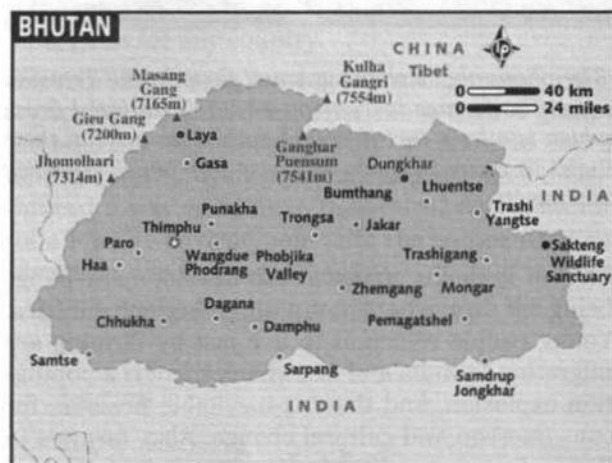 BHUTAN
CHINA
Tibet
LP
0 40 km
0 24 miles
Masang
Gang
(7165m)
Kulha
Gangri
(7554m)
Gieu Gang
(7200m)
Laya
Jhomolhari
(7314m)
Gasa
Ganghar
Puensum
(7541m)
Dungkhar
Bumthang
Lhuentse
INDIA
Trashi
Yangtse
Punakha
Thimphu
Trongsa
Jakar
Paro
Haa
Wangdue
Phodrang
Phobjika
Valley
Trashigang
Sakteng
Wildlife
Sanctuary
Zhemgang
Mongar
Dagana
Chhukha
Damphu
Pemagatshel
Samtse
Sarpang
Samdrup
Jongkhar
INDIA